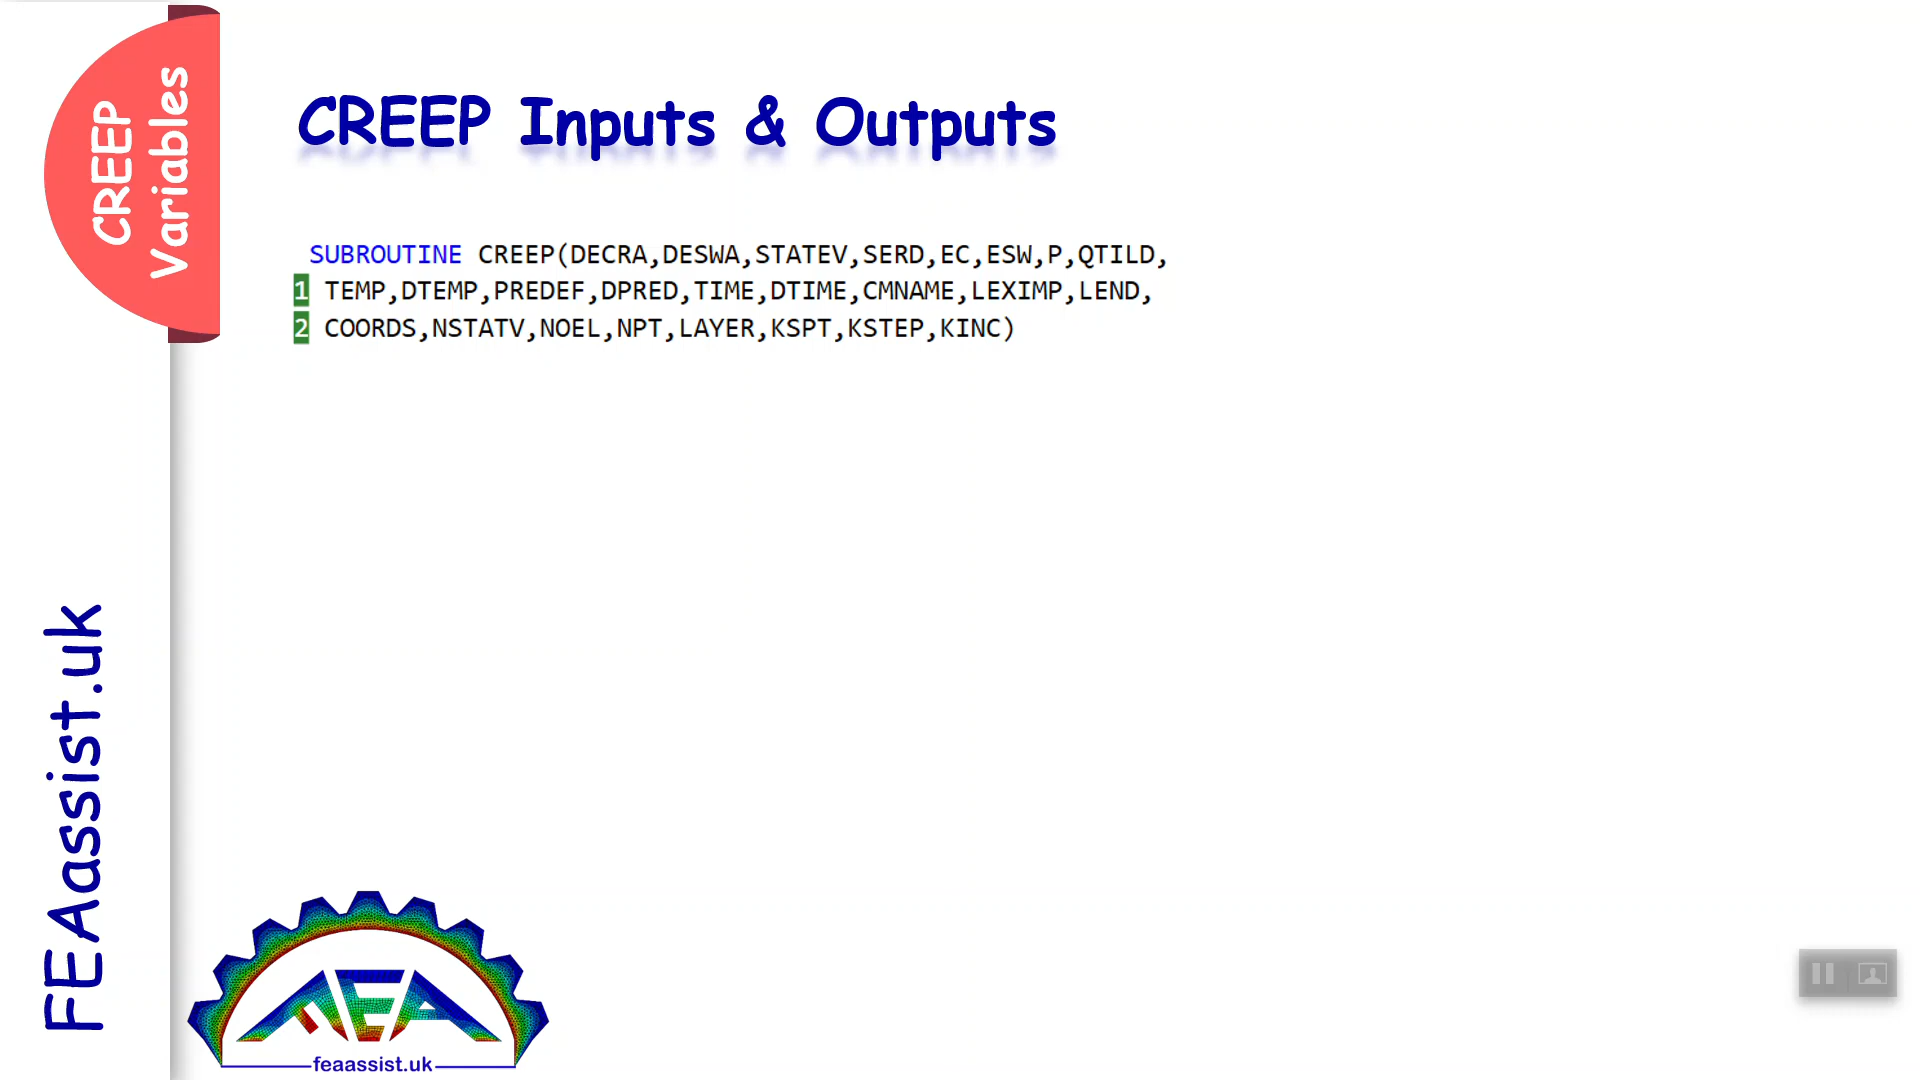 CREEP
Variables
CREEP Inputs & Outputs
SUBROUTINE CREEP(DECRA,DESWA,STATEV,SERD,EC,ESW,P,QTILD,
1 TEMP,DTEMP,PREDEF,DPRED,TIME,DTIME,CMNAME,LEXIMP,LEND,
2 COORDS,NSTATV,NOEL,NPT,LAYER,KSPT,KSTEP,KINC)
FEAassist.uk
FEA
feaassist.uk